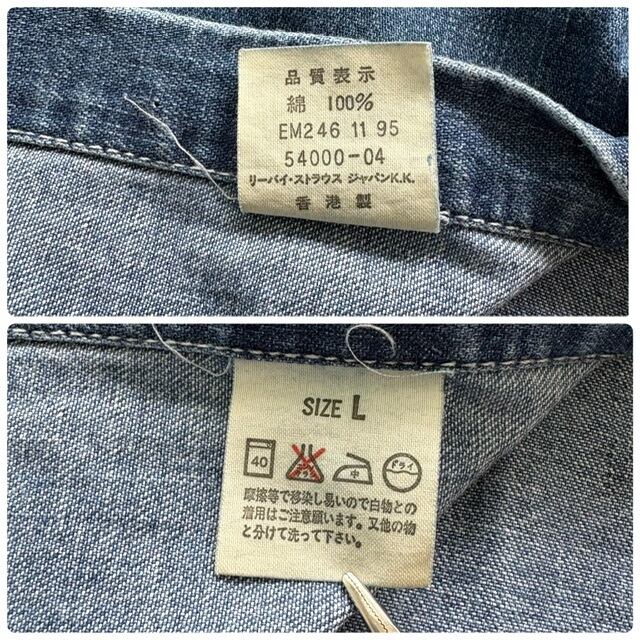 品質表示
綿 100%
EM246 11 95
54000-04
リーバイ・ストラウス ジャパンK.K.
香港製
SIZE L
40 中 ドライ
摩擦等で移染し易いので白物との
着用はご注意願います。又他の物
と分けて洗って下さい。